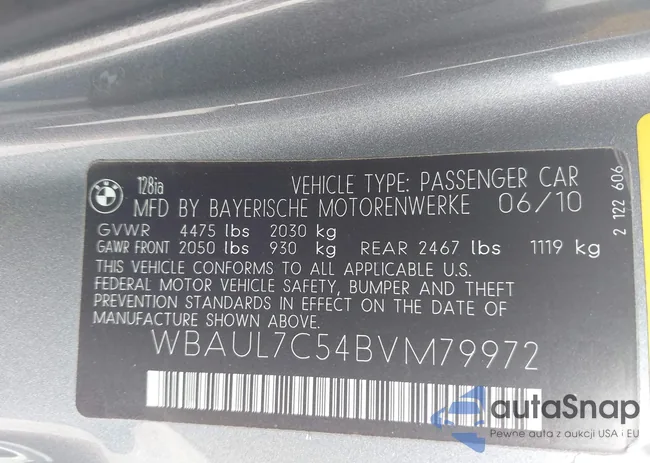 BMW
128ia VEHICLE TYPE: PASSENGER CAR
MFD BY BAYERISCHE MOTORENWERKE 06/10
GVWR 4475 lbs 2030 kg
GAWR FRONT 2050 lbs 930 kg REAR 2467 lbs 1119 kg
THIS VEHICLE CONFORMS TO ALL APPLICABLE U.S.
FEDERAL MOTOR VEHICLE SAFETY, BUMPER AND THEFT
PREVENTION STANDARDS IN EFFECT ON THE DATE OF
MANUFACTURE SHOWN ABOVE.
WBAUL7C54BVM79972
2 122 606
autaSnap
Pewne auta z aukcji USA i EU